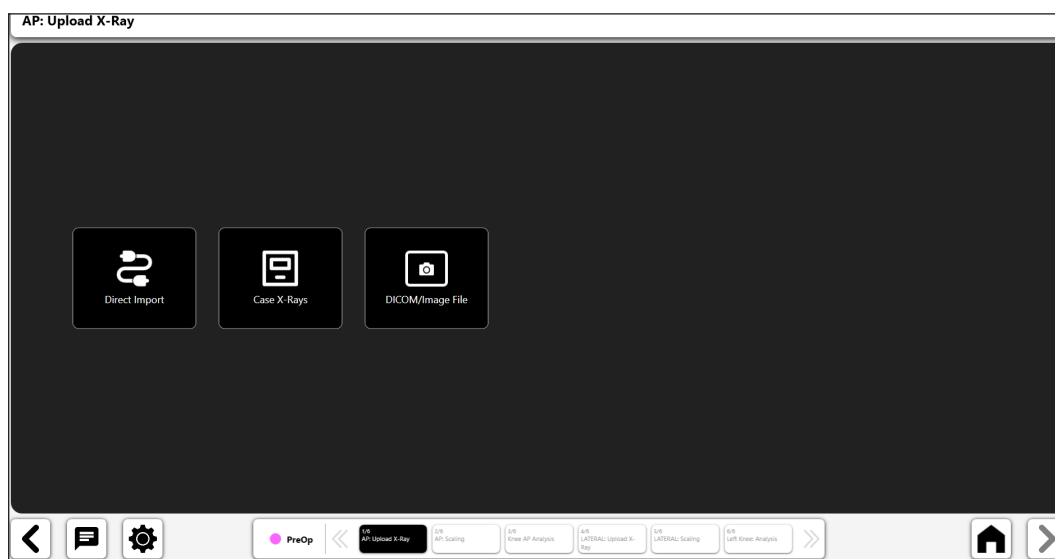 AP: Upload X-Ray
Direct Import
Case X-Rays
DICOM/Image File
PreOp
1/6
AP: Upload X-Ray
2/6
AP: Scaling
3/6
Knee AP Analysis
4/6
LATERAL: Upload X-
Ray
5/6
LATERAL: Scaling
6/6
Left Knee: Analysis